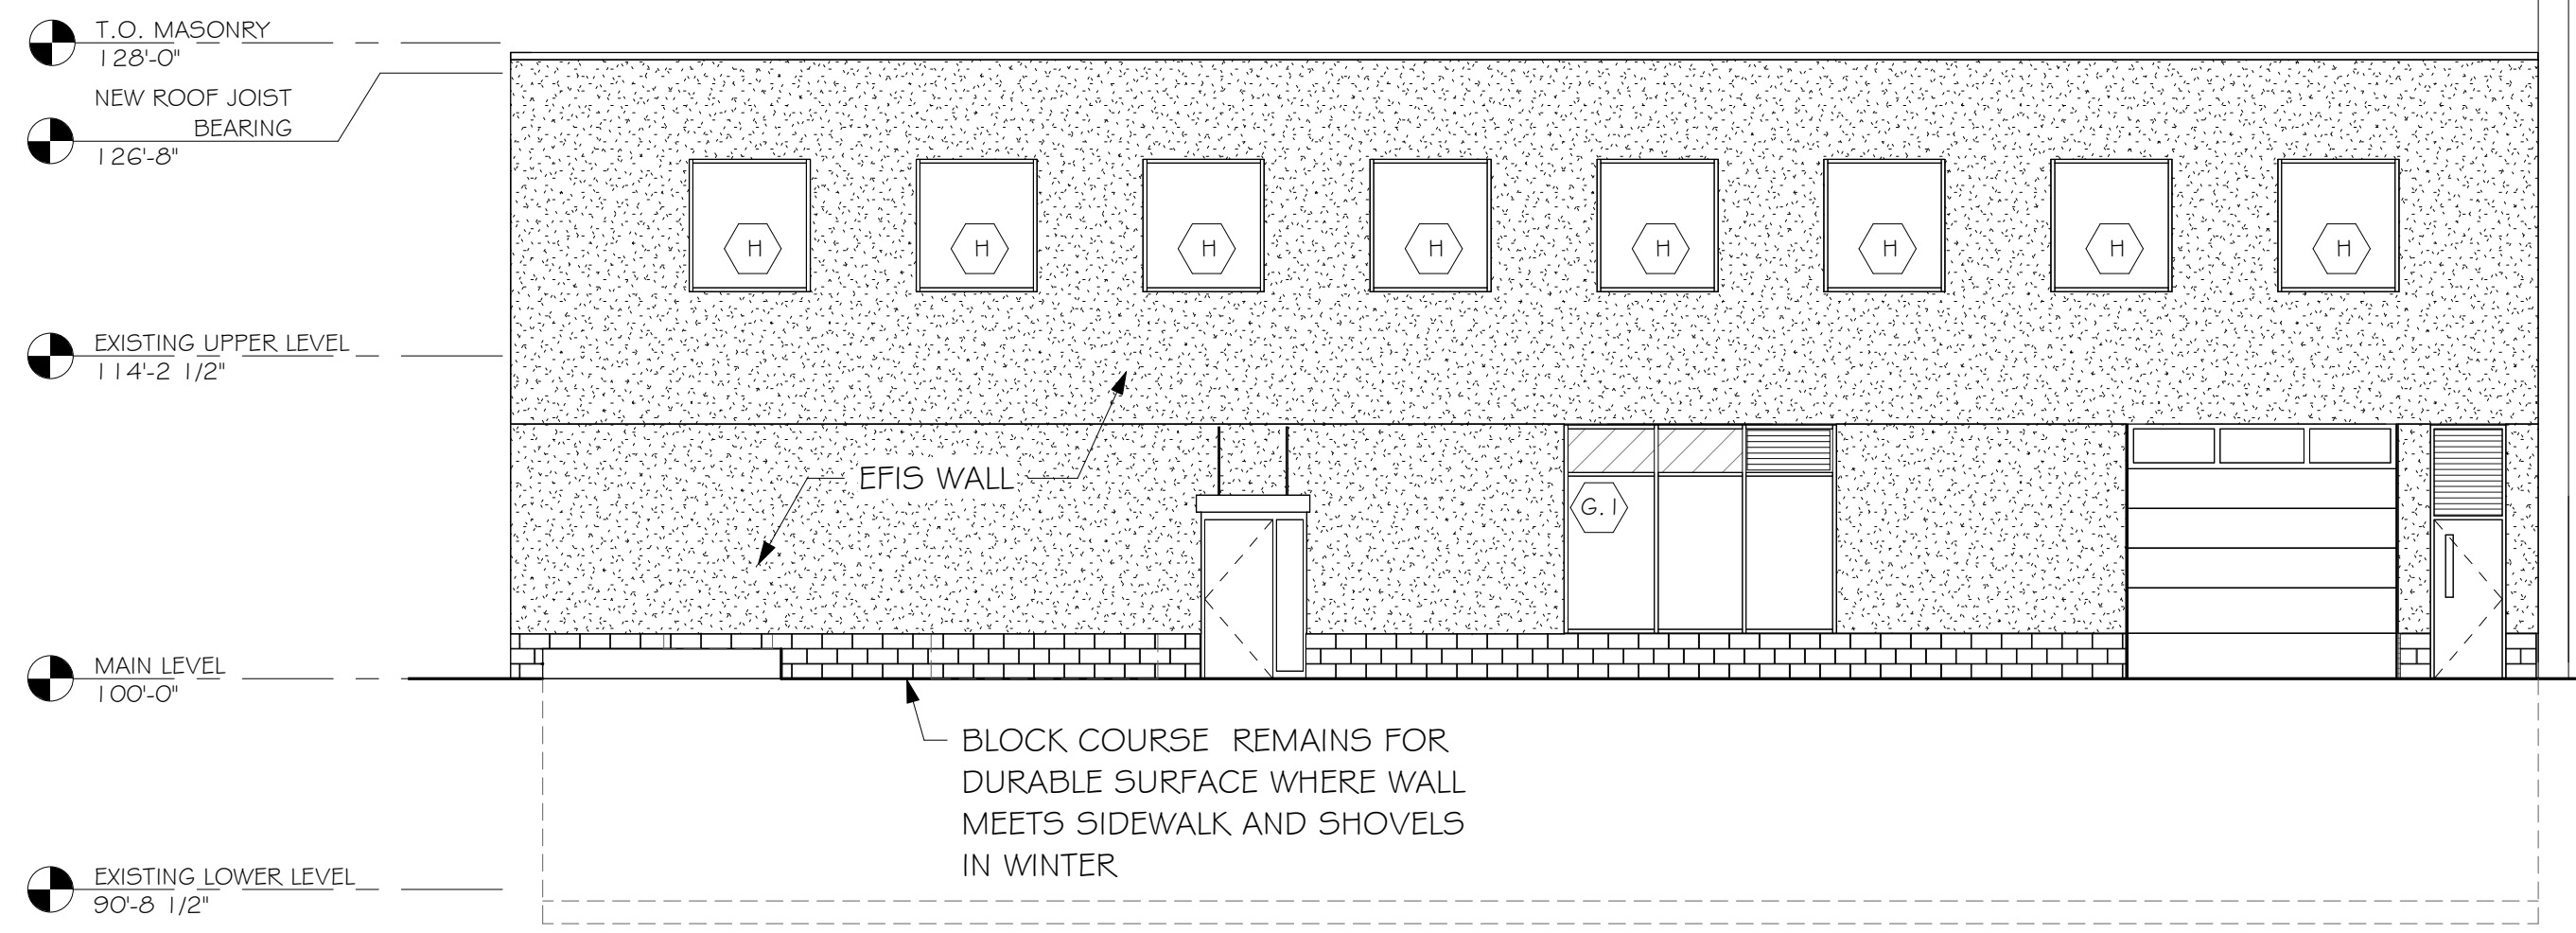 T.O. MASONRY
128'-0"
NEW ROOF JOIST
BEARING
126'-8"
H H H H H H H H
EXISTING UPPER LEVEL
114'-2 1/2"
EFIS WALL
G.1
MAIN LEVEL
100'-0"
BLOCK COURSE REMAINS FOR
DURABLE SURFACE WHERE WALL
MEETS SIDEWALK AND SHOVELS
IN WINTER
EXISTING LOWER LEVEL
90'-8 1/2"